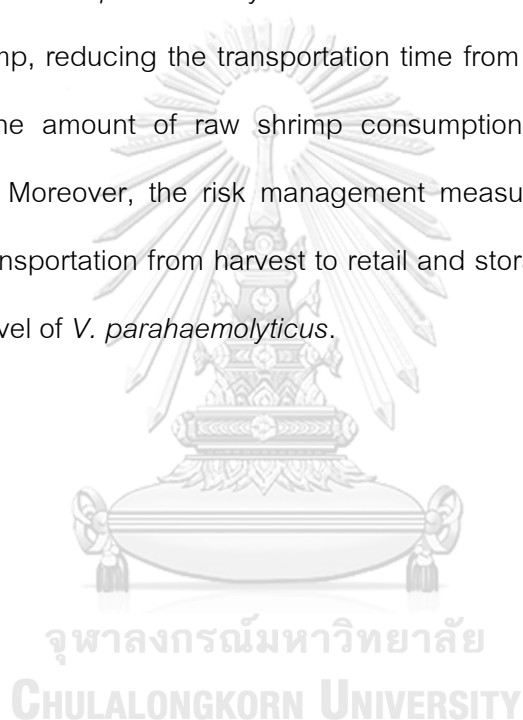 mp, reducing the transportation time from
ne amount of raw shrimp consumption
Moreover, the risk management measu
nsportation from harvest to retail and stor
vel of V. parahaemolyticus.
จุฬาลงกรณ์มหาวิทยาลัย
CHULALONGKORN UNIVERSITY